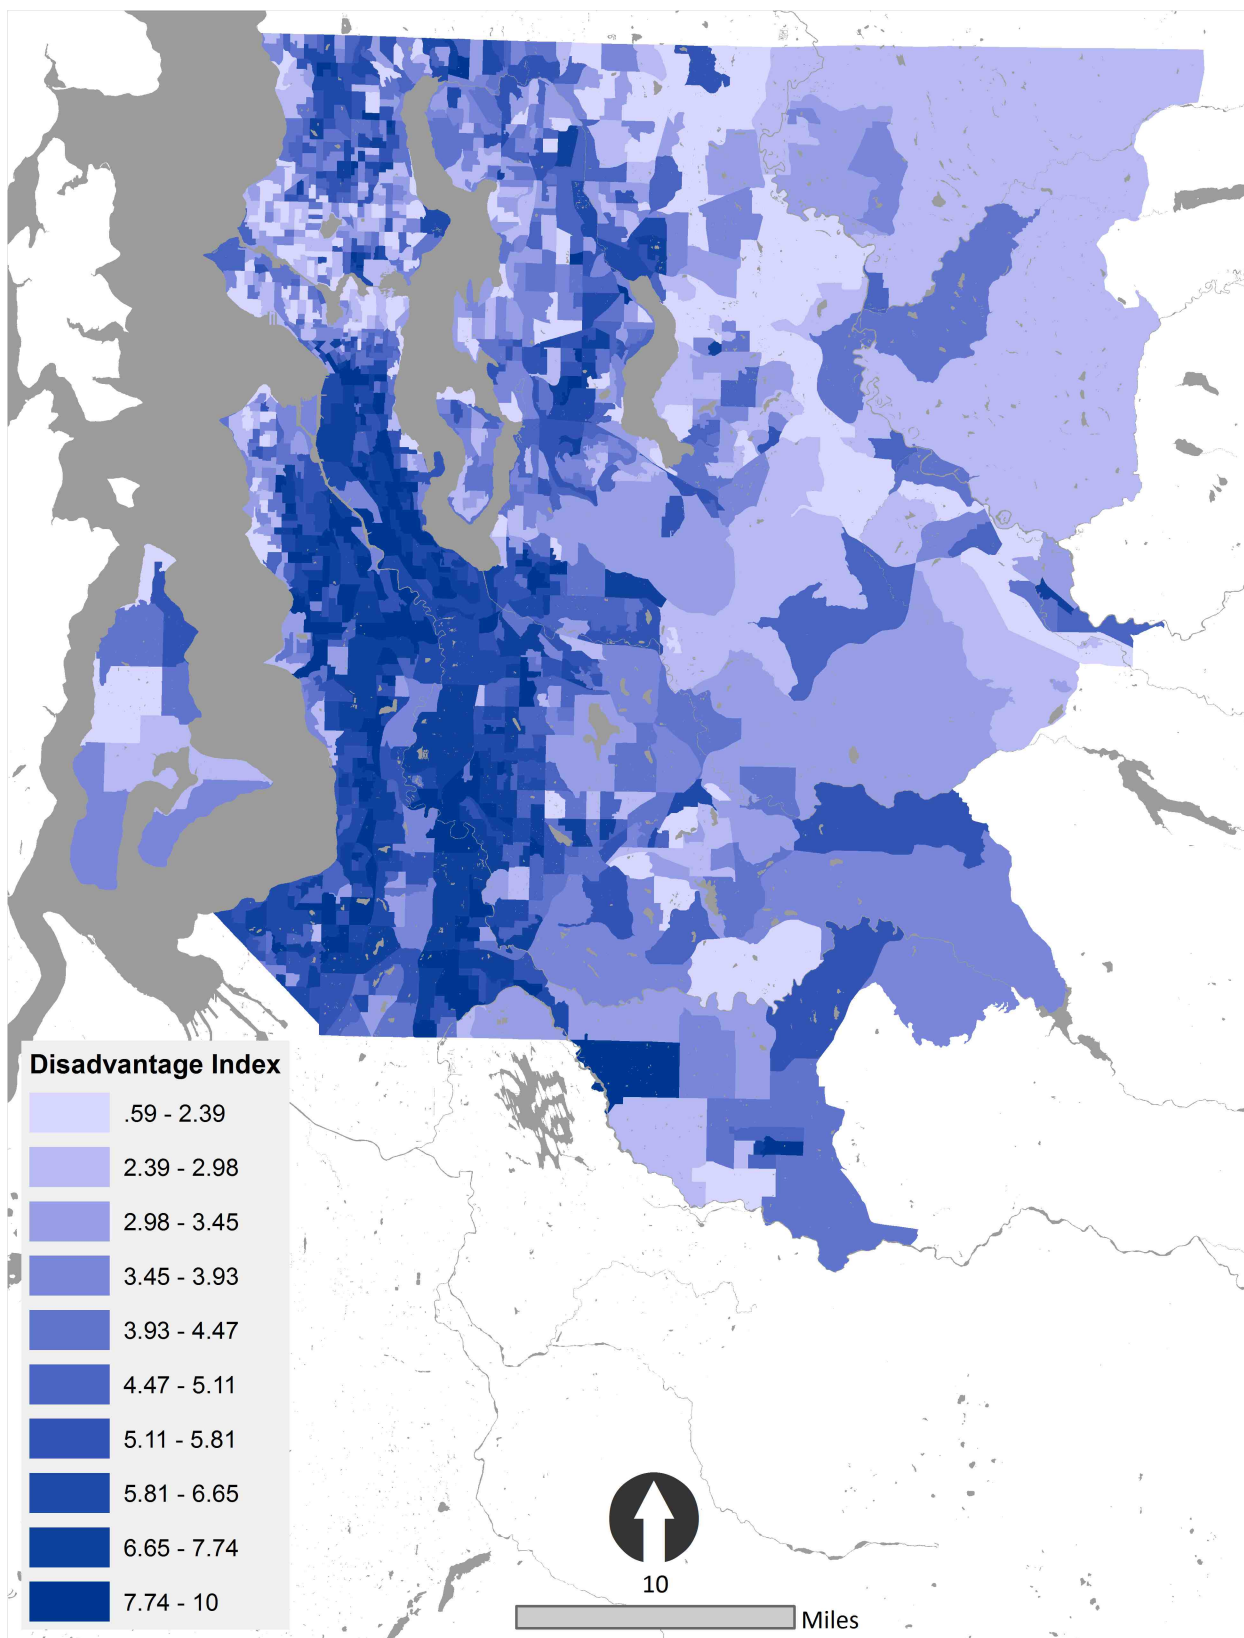 Disadvantage Index
.59 - 2.39
2.39 - 2.98
2.98 - 3.45
3.45 - 3.93
3.93 - 4.47
4.47 - 5.11
5.11 - 5.81
5.81 - 6.65
6.65 - 7.74
7.74 - 10
10
Miles